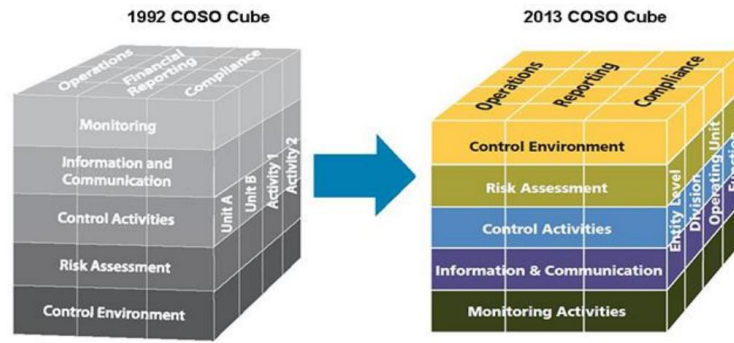 1992 COSO Cube
2013 COSO Cube
Operations
Financial
Reporting
Compliance
Monitoring
Information and
Communication
Control Activities
Risk Assessment
Control Environment
Unit A
Unit B
Activity 1
Activity 2
Operations
Reporting
Compliance
Control Environment
Risk Assessment
Control Activities
Information & Communication
Monitoring Activities
Entity Level
Division
Operating Unit
Function